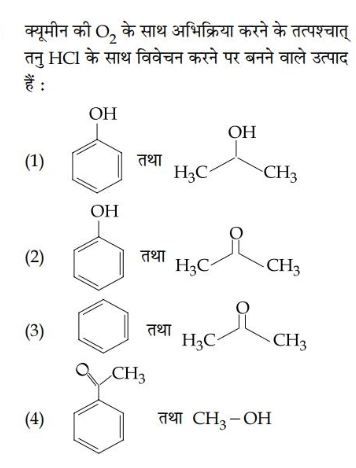 क्यूमीन की O₂ के साथ अभिक्रिया करने के तत्पश्चात्
तनु HCl के साथ विवेचन करने पर बनने वाले उत्पाद
हैं :
OH
OH
(1) तथा H₃C CH₃
OH
O
(2) तथा H₃C CH₃
O
(3) तथा H₃C CH₃
O CH₃
(4) तथा CH₃ – OH